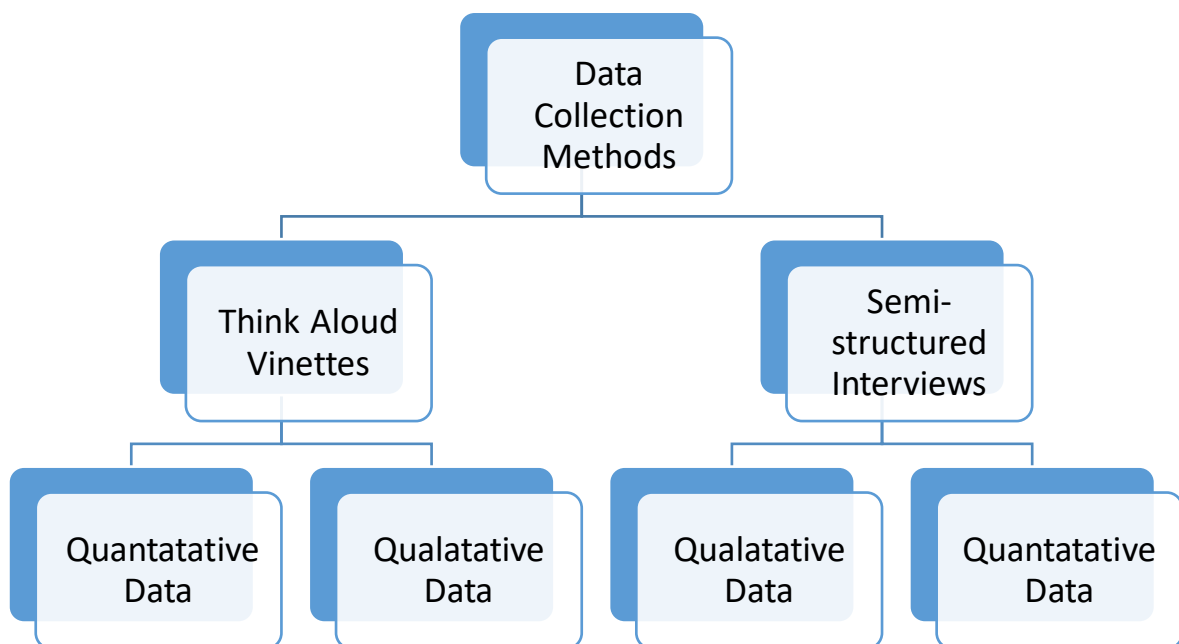 Data
Collection
Methods
Think Aloud
Vinettes
Semi-
structured
Interviews
Quantatative
Data
Qualatative
Data
Qualatative
Data
Quantatative
Data